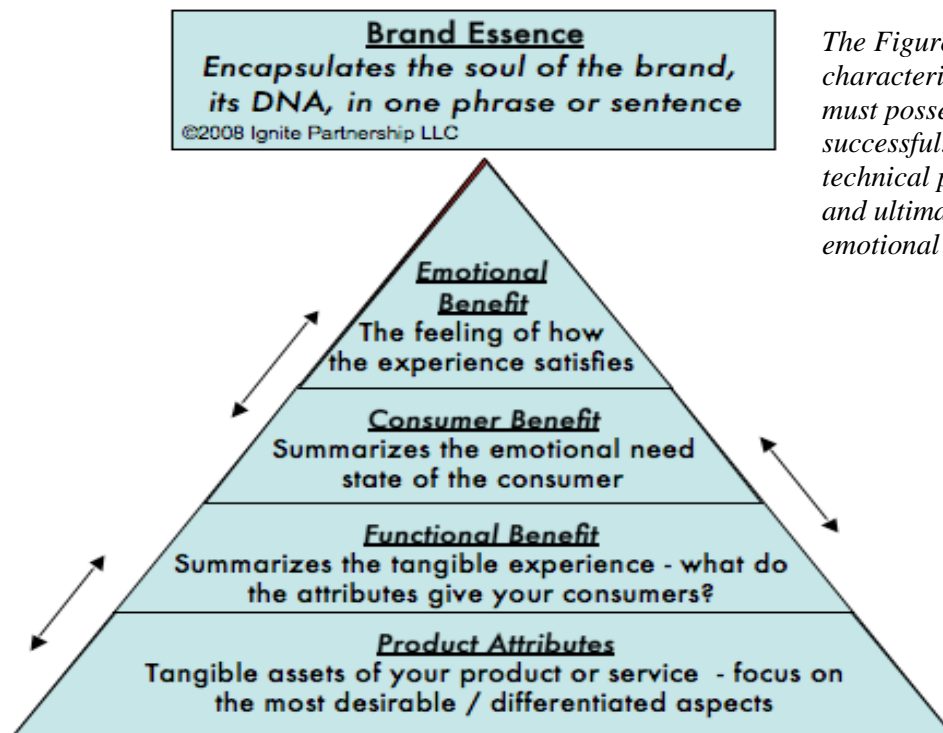 Brand Essence
Encapsulates the soul of the brand,
its DNA, in one phrase or sentence
©2008 Ignite Partnership LLC
The Figure
characteri
must posse
successful.
technical p
and ultima
emotional
Emotional
Benefit
The feeling of how
the experience satisfies
Consumer Benefit
Summarizes the emotional need
state of the consumer
Functional Benefit
Summarizes the tangible experience - what do
the attributes give your consumers?
Product Attributes
Tangible assets of your product or service - focus on
the most desirable / differentiated aspects